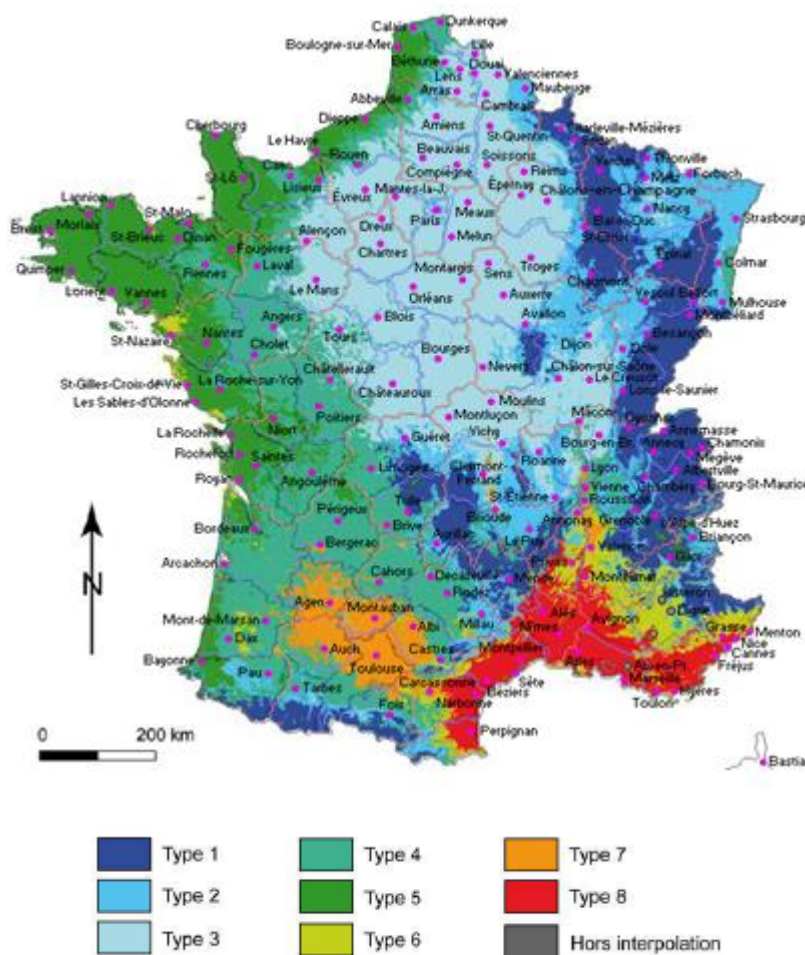 Calais
Dunkerque
Boulogne-sur-Mer
Lille
Béthune
Douai
Lens
Valenciennes
Arras
Maubeuge
Abbeville
Cambrai
Dieppe
Amiens
St-Quentin
Charleville-Mézières
Sedan
Cherbourg
Le Havre
Rouen
Beauvais
Soissons
Compiègne
Reims
Verdun
Thionville
Metz
Forbach
St-Lô
Caen
Lisieux
Évreux
Mantes-la-J.
Épernay
Châlons-en-Champagne
Lannion
Paris
Meaux
Bar-le-Duc
Nancy
Strasbourg
Brest
Morlaix
St-Malo
St-Brieuc
Dinan
Alençon
Dreux
Melun
St-Dizier
Fougères
Chartres
Quimper
Rennes
Laval
Montargis
Sens
Troyes
Épinal
Colmar
Chaumont
Lorient
Vannes
Le Mans
Orléans
Auxerre
Vesoul
Belfort
Mulhouse
Montbéliard
Angers
Blois
Avallon
Besançon
St-Nazaire
Nantes
Cholet
Tours
Dijon
Dole
Bourges
Châtellerault
Nevers
Châlon-sur-Saône
Le Creusot
St-Gilles-Croix-de-Vie
La Roche-sur-Yon
Châteauroux
Lons-le-Saunier
Les Sables-d'Olonne
Poitiers
Moulins
Montluçon
Mâcon
La Rochelle
Niort
Guéret
Vichy
Bourg-en-Br.
Annemasse
Annecy
Chamonix
Rochefort
Saintes
Limoges
Clermont-Ferrand
Roanne
Lyon
Megève
Albertville
Royan
Angoulême
Vienne
Chambéry
Bourg-St-Maurice
Tulle
St-Étienne
Roussillon
Périgueux
Brioude
Annonay
Grenoble
L'Alpe-d'Huez
Bordeaux
Brive
Aurillac
Le Puy
Briançon
Bergerac
Privas
Valence
Gap
Arcachon
Cahors
Decazeville
Mende
Montélimar
Sisteron
Rodez
Digne
Agen
Mont-de-Marsan
Montauban
Albi
Millau
Alès
Avignon
Nîmes
Grasse
Menton
Nice
Dax
Auch
Castres
Montpellier
Cannes
Bayonne
Toulouse
Arles
Aix-en-Pr.
Fréjus
Pau
Carcassonne
Sète
Marseille
Tarbes
Béziers
Hyères
Foix
Narbonne
Toulon
N
0 200 km
Perpignan
Bastia
Type 1 Type 4 Type 7
Type 2 Type 5 Type 8
Type 3 Type 6 Hors interpolation